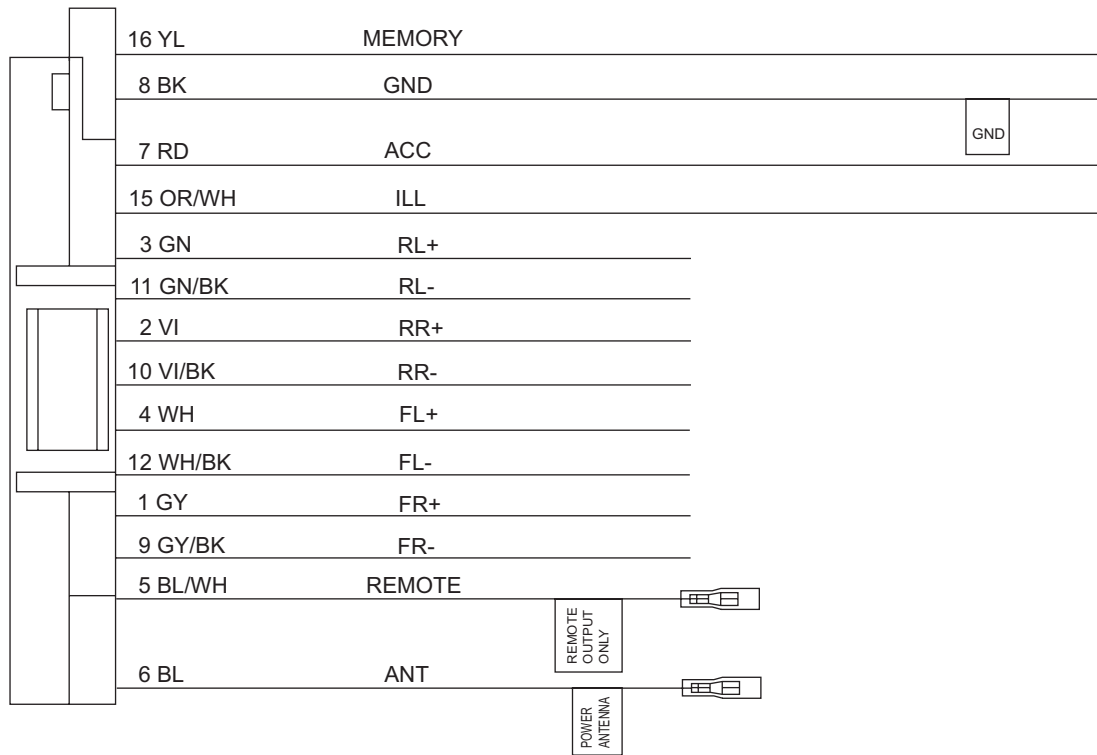 16 YL MEMORY
8 BK GND
GND
7 RD ACC
15 OR/WH ILL
3 GN RL+
11 GN/BK RL-
2 VI RR+
10 VI/BK RR-
4 WH FL+
12 WH/BK FL-
1 GY FR+
9 GY/BK FR-
5 BL/WH REMOTE
REMOTE
OUTPUT
ONLY
6 BL ANT
POWER
ANTENNA